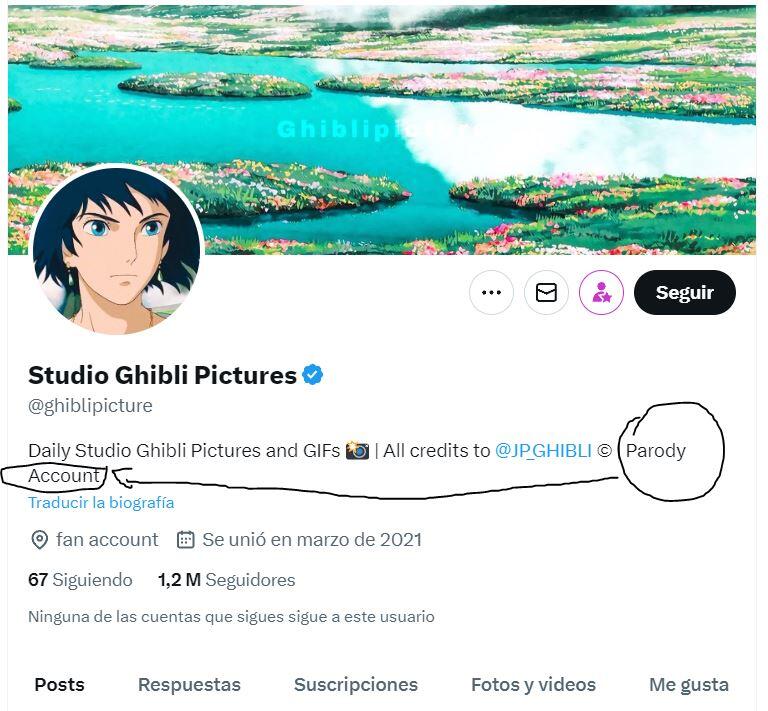 Ghiblipicture
Seguir
Studio Ghibli Pictures
@ghiblipicture
Daily Studio Ghibli Pictures and GIFs 📸 | All credits to @JP_GHIBLI © Parody
Account
Traducir la biografía
fan account Se unió en marzo de 2021
67 Siguiendo 1,2 M Seguidores
Ninguna de las cuentas que sigues sigue a este usuario
Posts Respuestas Suscripciones Fotos y videos Me gusta